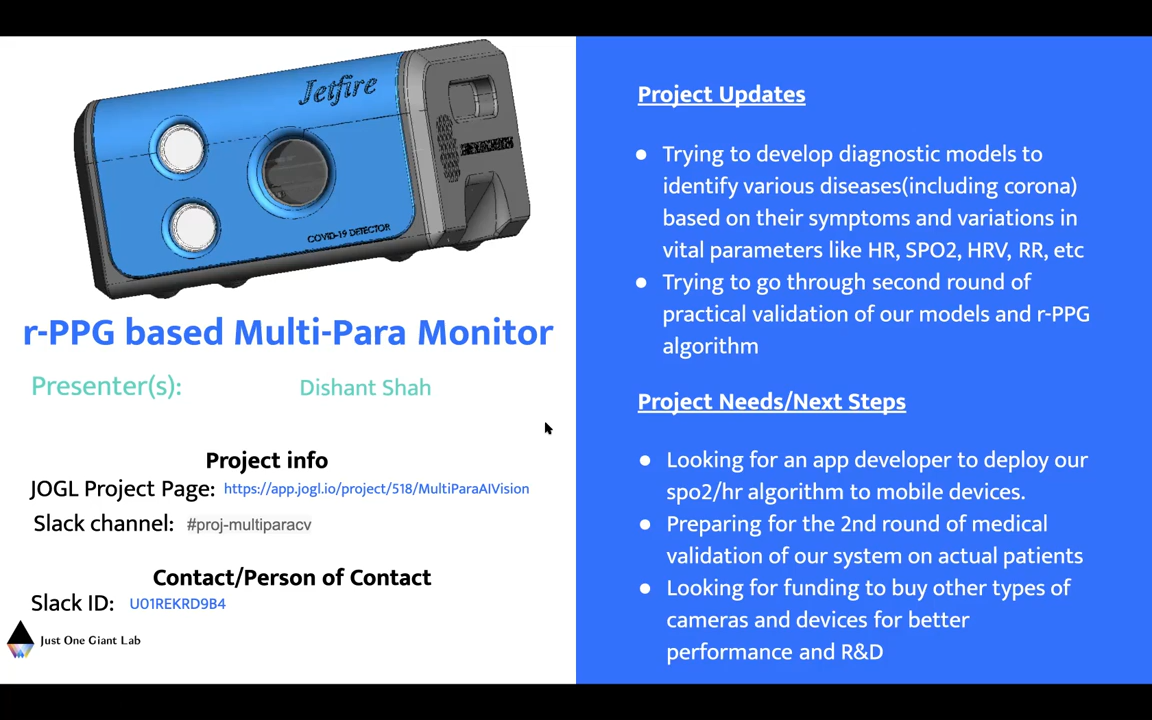 Jetfire
COVID-19 DETECTOR
r-PPG based Multi-Para Monitor
Presenter(s): Dishant Shah
Project info
JOGL Project Page: https://app.jogl.io/project/518/MultiParaAIVision
Slack channel: #proj-multiparacv
Contact/Person of Contact
Slack ID: U01REKRD9B4
Just One Giant Lab
Project Updates
● Trying to develop diagnostic models to
identify various diseases(including corona)
based on their symptoms and variations in
vital parameters like HR, SPO2, HRV, RR, etc
● Trying to go through second round of
practical validation of our models and r-PPG
algorithm
Project Needs/Next Steps
● Looking for an app developer to deploy our
spo2/hr algorithm to mobile devices.
● Preparing for the 2nd round of medical
validation of our system on actual patients
● Looking for funding to buy other types of
cameras and devices for better
performance and R&D